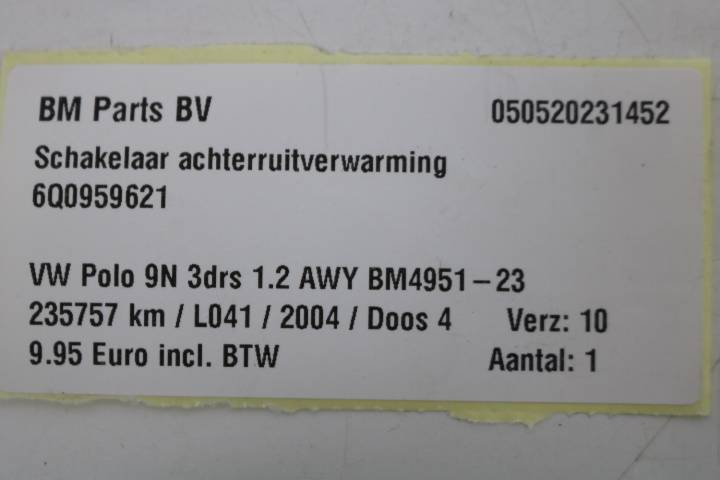 BM Parts BV 050520231452
Schakelaar achterruitverwarming
6Q0959621
VW Polo 9N 3drs 1.2 AWY BM4951-23
235757 km / L041 / 2004 / Doos 4 Verz: 10
9.95 Euro incl. BTW Aantal: 1